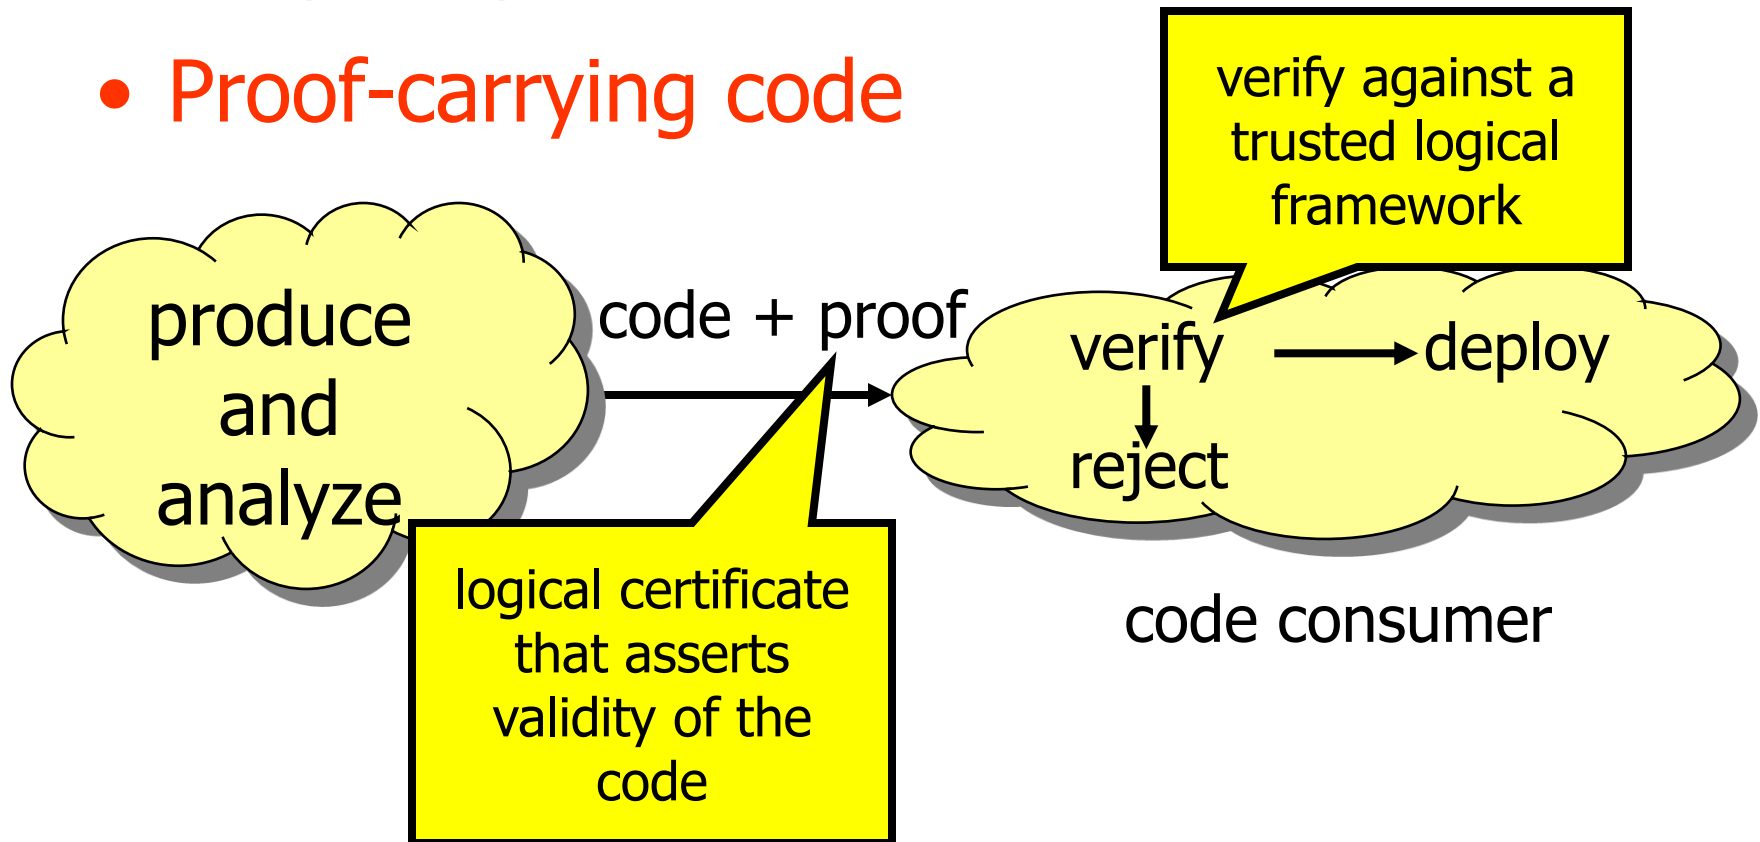 • Proof-carrying code
verify against a
trusted logical
framework
produce
and
analyze
code + proof
verify
deploy
reject
logical certificate
that asserts
validity of the
code
code consumer